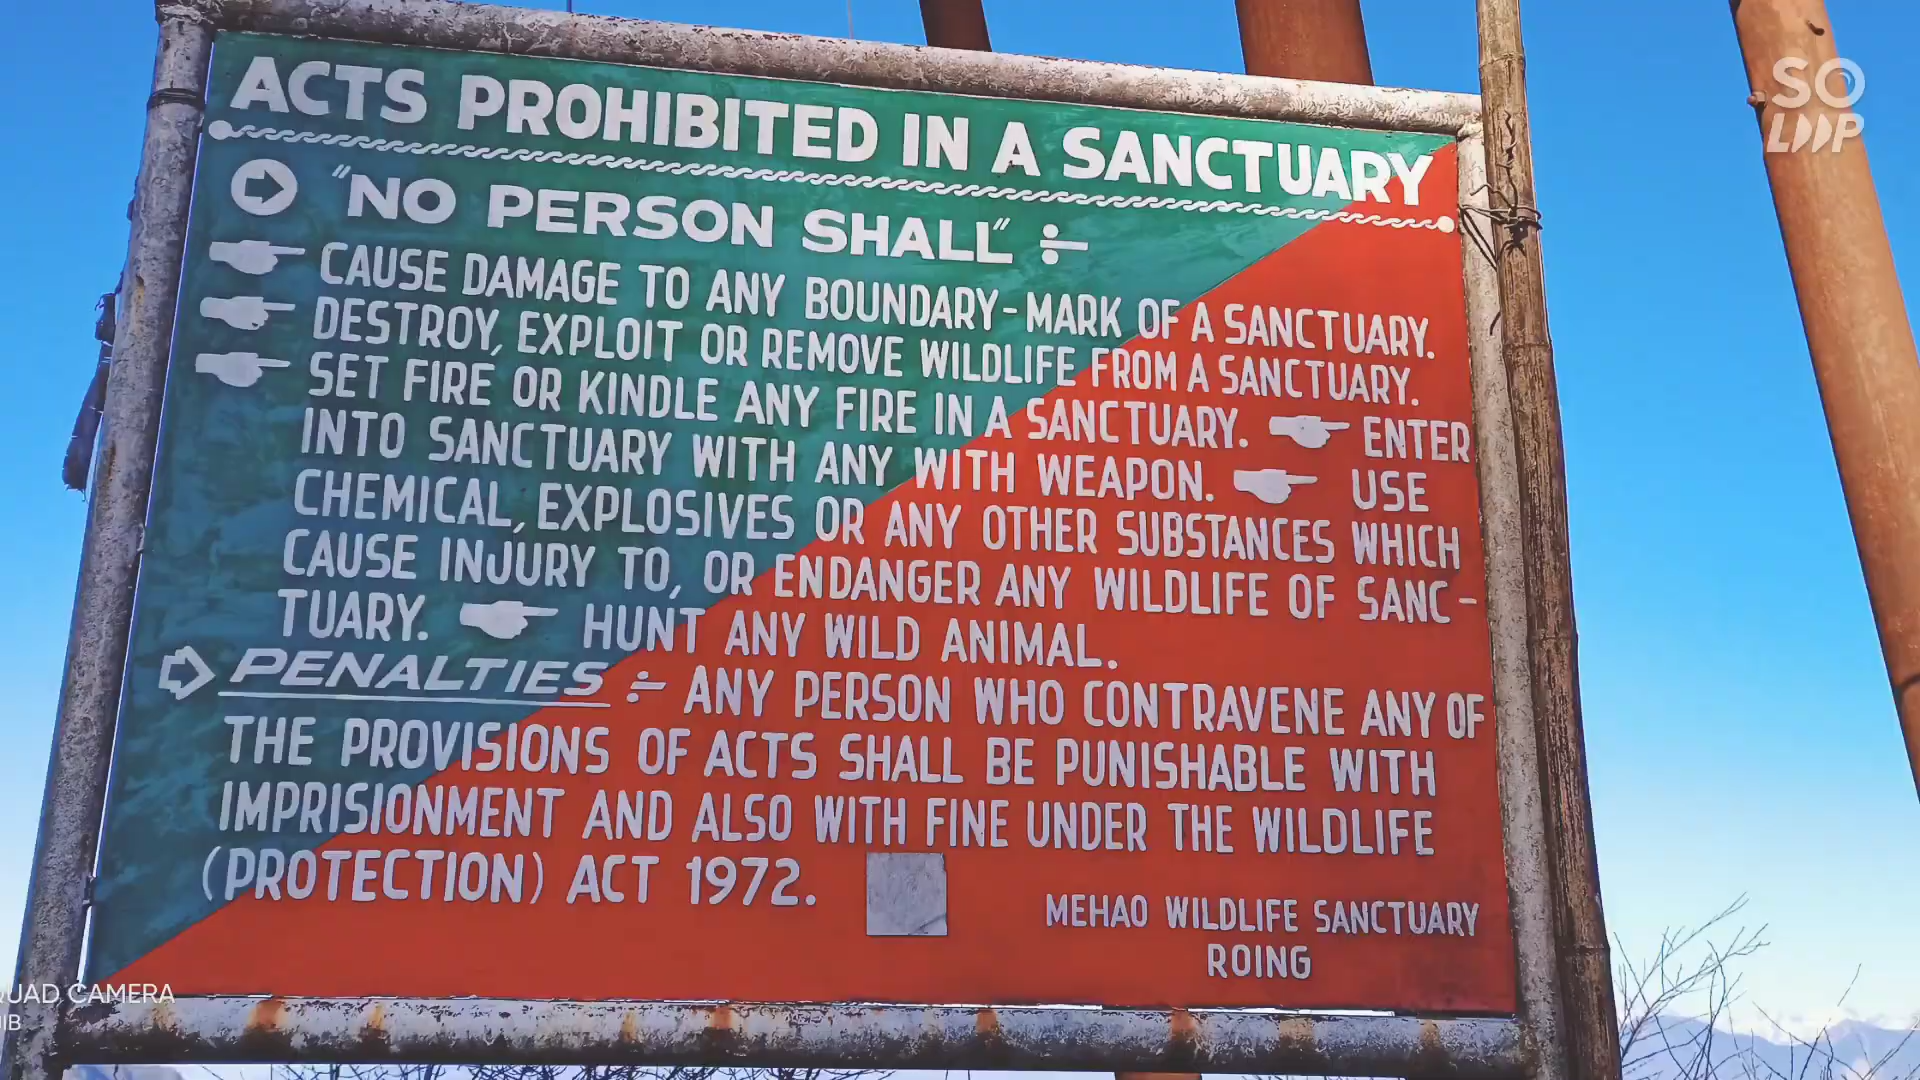 ACTS PROHIBITED IN A SANCTUARY
"NO PERSON SHALL" ÷
CAUSE DAMAGE TO ANY BOUNDARY-MARK OF A SANCTUARY.
DESTROY, EXPLOIT OR REMOVE WILDLIFE FROM A SANCTUARY.
SET FIRE OR KINDLE ANY FIRE IN A SANCTUARY. ENTER
INTO SANCTUARY WITH ANY WITH WEAPON. USE
CHEMICAL, EXPLOSIVES OR ANY OTHER SUBSTANCES WHICH
CAUSE INJURY TO, OR ENDANGER ANY WILDLIFE OF SANC-
TUARY. HUNT ANY WILD ANIMAL.
PENALTIES ÷ ANY PERSON WHO CONTRAVENE ANY OF
THE PROVISIONS OF ACTS SHALL BE PUNISHABLE WITH
IMPRISIONMENT AND ALSO WITH FINE UNDER THE WILDLIFE
(PROTECTION) ACT 1972.
MEHAO WILDLIFE SANCTUARY
ROING
SO
LOOP
CAMERA